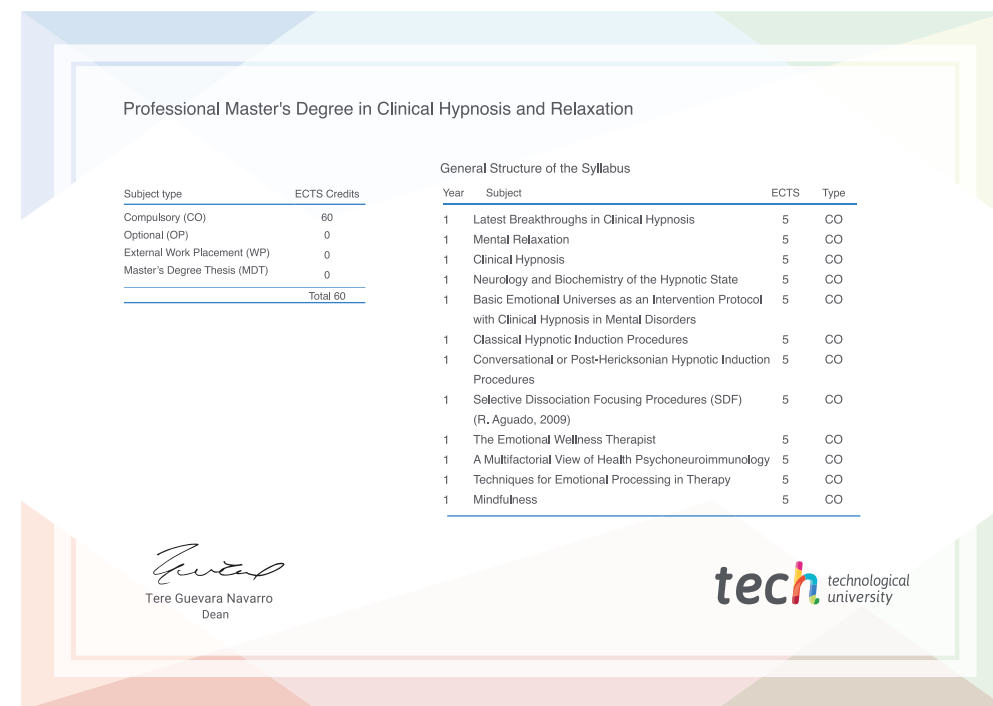 Professional Master's Degree in Clinical Hypnosis and Relaxation
General Structure of the Syllabus
Subject type ECTS Credits
Compulsory (CO) 60
Optional (OP) 0
External Work Placement (WP) 0
Master's Degree Thesis (MDT) 0
Total 60
Year Subject ECTS Type
1 Latest Breakthroughs in Clinical Hypnosis 5 CO
1 Mental Relaxation 5 CO
1 Clinical Hypnosis 5 CO
1 Neurology and Biochemistry of the Hypnotic State 5 CO
1 Basic Emotional Universes as an Intervention Protocol 5 CO
with Clinical Hypnosis in Mental Disorders
1 Classical Hypnotic Induction Procedures 5 CO
1 Conversational or Post-Hericksonian Hypnotic Induction 5 CO
Procedures
1 Selective Dissociation Focusing Procedures (SDF) 5 CO
(R. Aguado, 2009)
1 The Emotional Wellness Therapist 5 CO
1 A Multifactorial View of Health Psychoneuroimmunology 5 CO
1 Techniques for Emotional Processing in Therapy 5 CO
1 Mindfulness 5 CO
Tere Guevara Navarro
Dean
tech technological
university